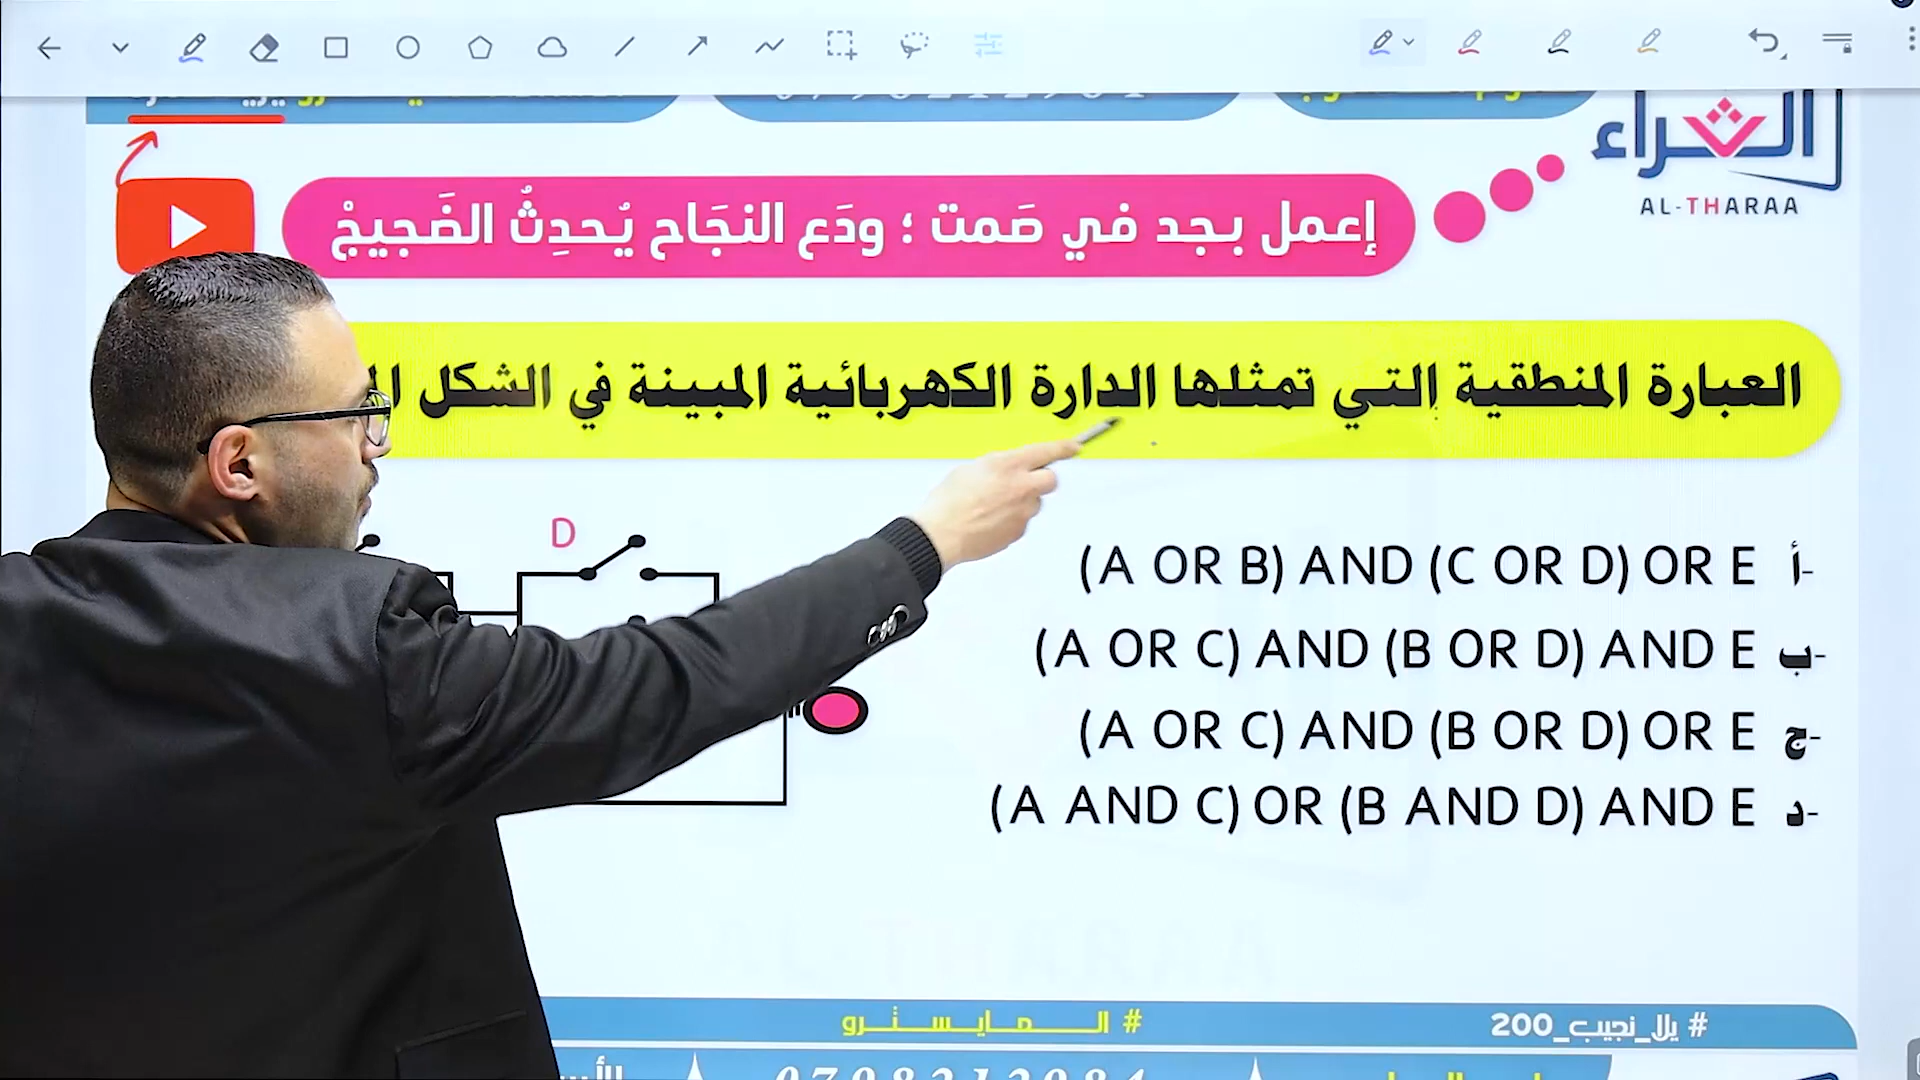 الثراء
AL-THARAA
إعمل بجد في صَمت ؛ ودَع النجَاح يُحدِثُ الضَجيجْ
العبارة المنطقية التي تمثلها الدارة الكهربائية المبينة في الشكل
D
أ- (A OR B) AND (C OR D) OR E
ب- (A OR C) AND (B OR D) AND E
ج- (A OR C) AND (B OR D) OR E
د- (A AND C) OR (B AND D) AND E
# يلا_نجيب_200
# المايسترو